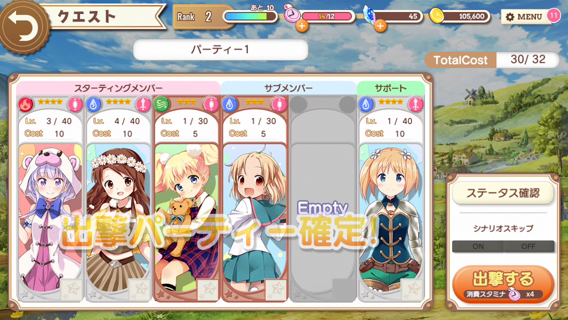 クエスト
Rank 2
あと 10
12
45
105,600
MENU
パーティー1
TotalCost 30/ 32
スターティングメンバー
サブメンバー
サポート
Lv. 3 / 40
Cost 10
Lv. 4 / 40
Cost 10
Lv. 1 / 30
Cost 5
Lv. 1 / 30
Cost 5
Empty
Lv. 1 / 40
Cost 10
出撃パーティー確定!
ステータス確認
シナリオスキップ
ON
OFF
出撃する
消費スタミナ x4